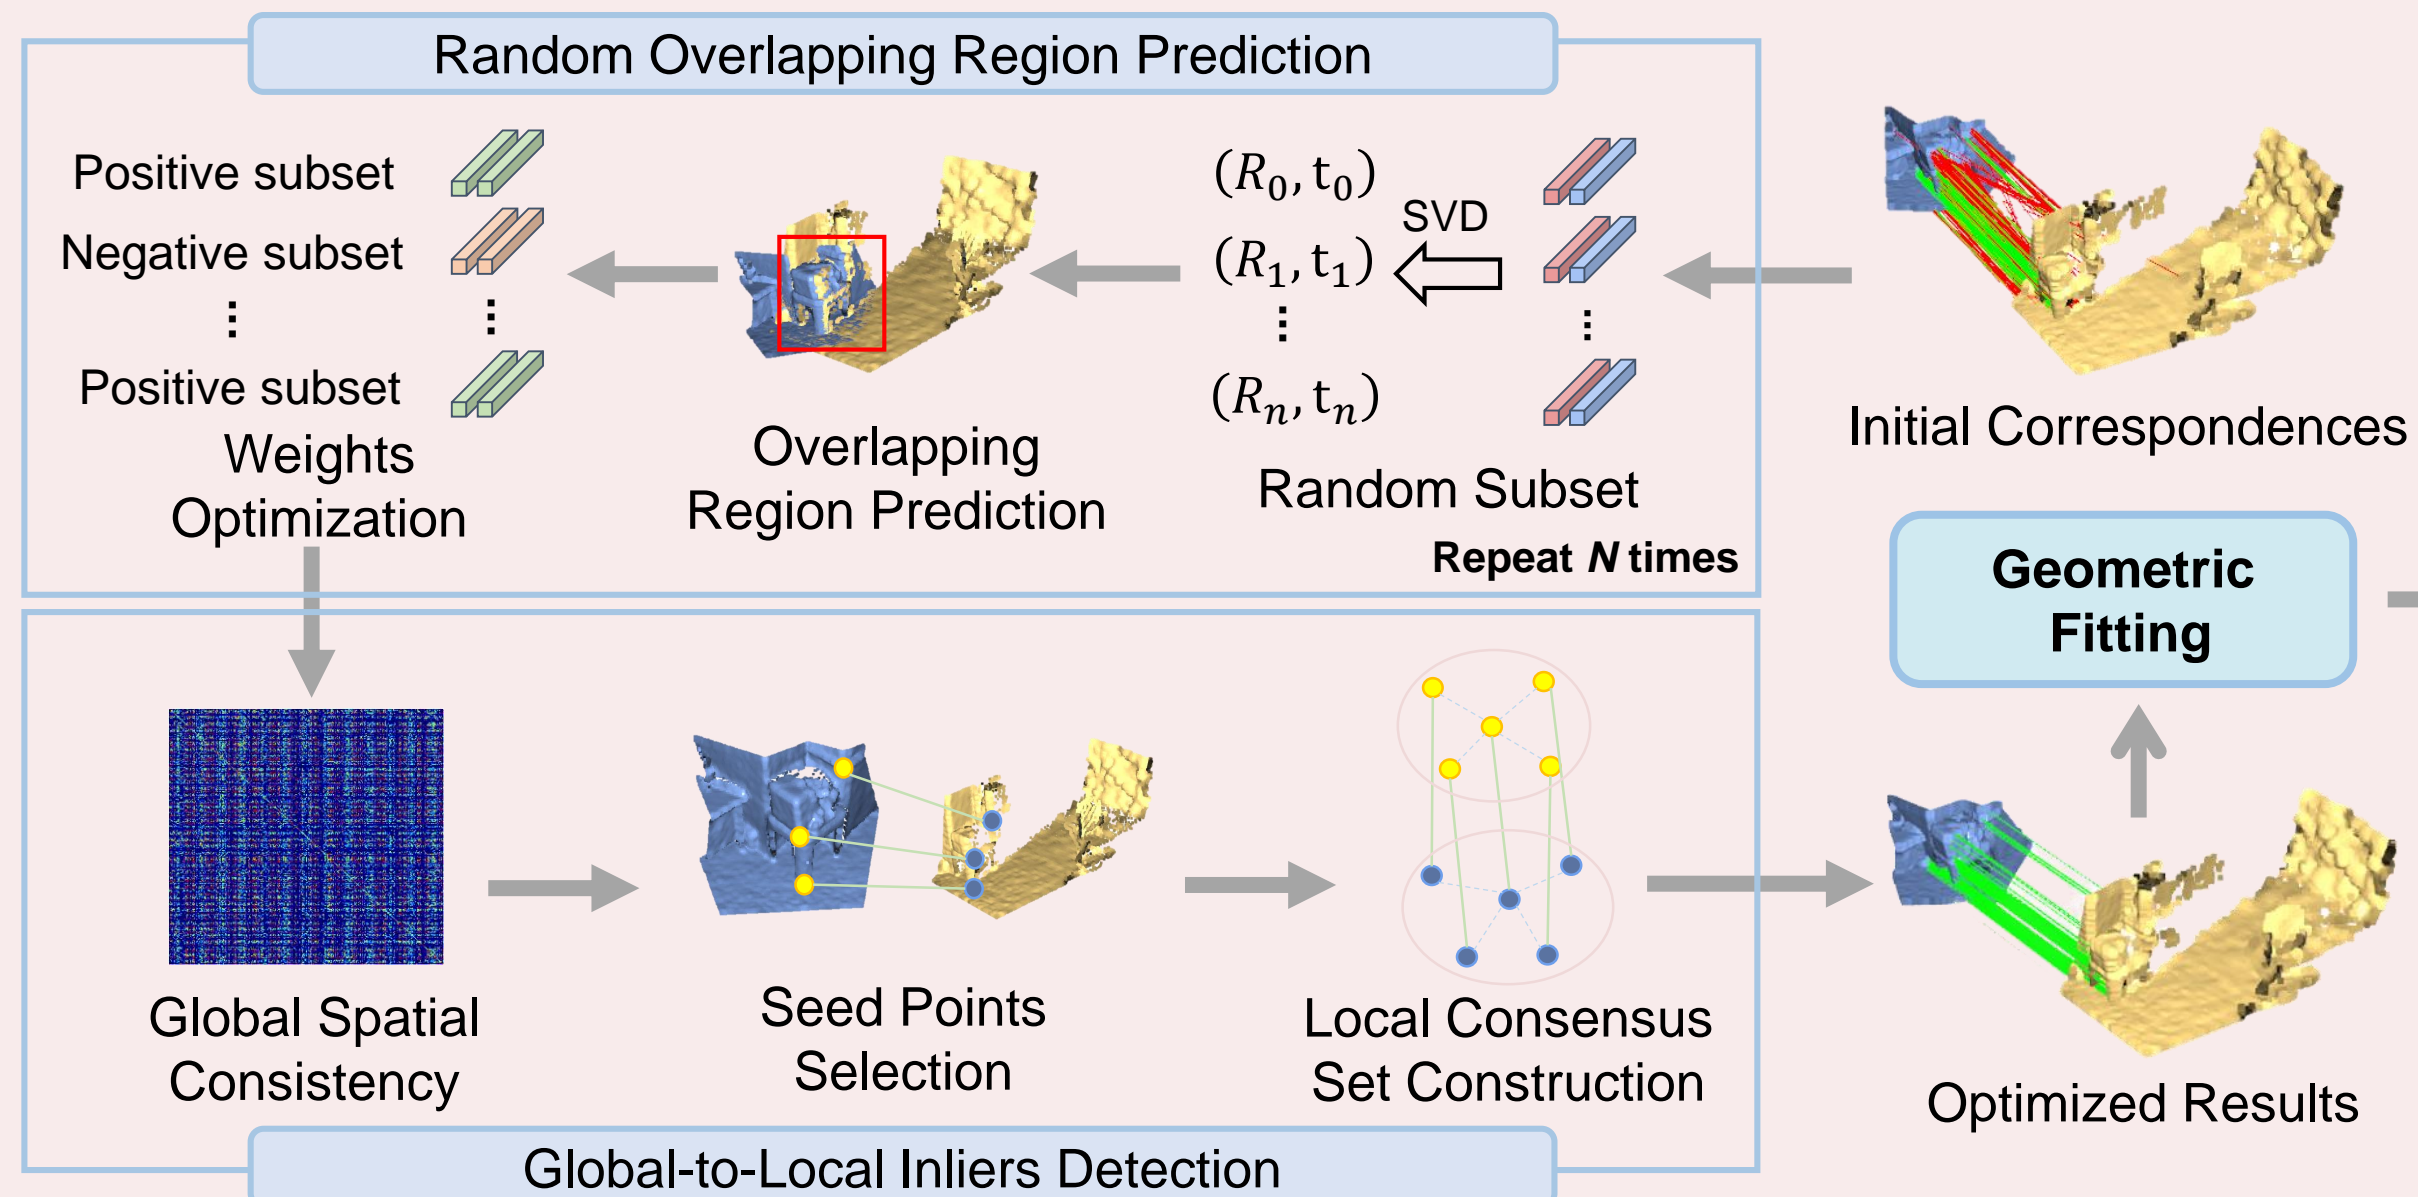 Random Overlapping Region Prediction
Positive subset
Negative subset
⋮
⋮
Positive subset
Weights
Optimization
Overlapping
Region Prediction
(R₀, t₀)
(R₁, t₁)
⋮
(Rₙ, tₙ)
SVD
⋮
Random Subset
Repeat N times
Initial Correspondences
Geometric
Fitting
Global Spatial
Consistency
Seed Points
Selection
Local Consensus
Set Construction
Optimized Results
Global-to-Local Inliers Detection